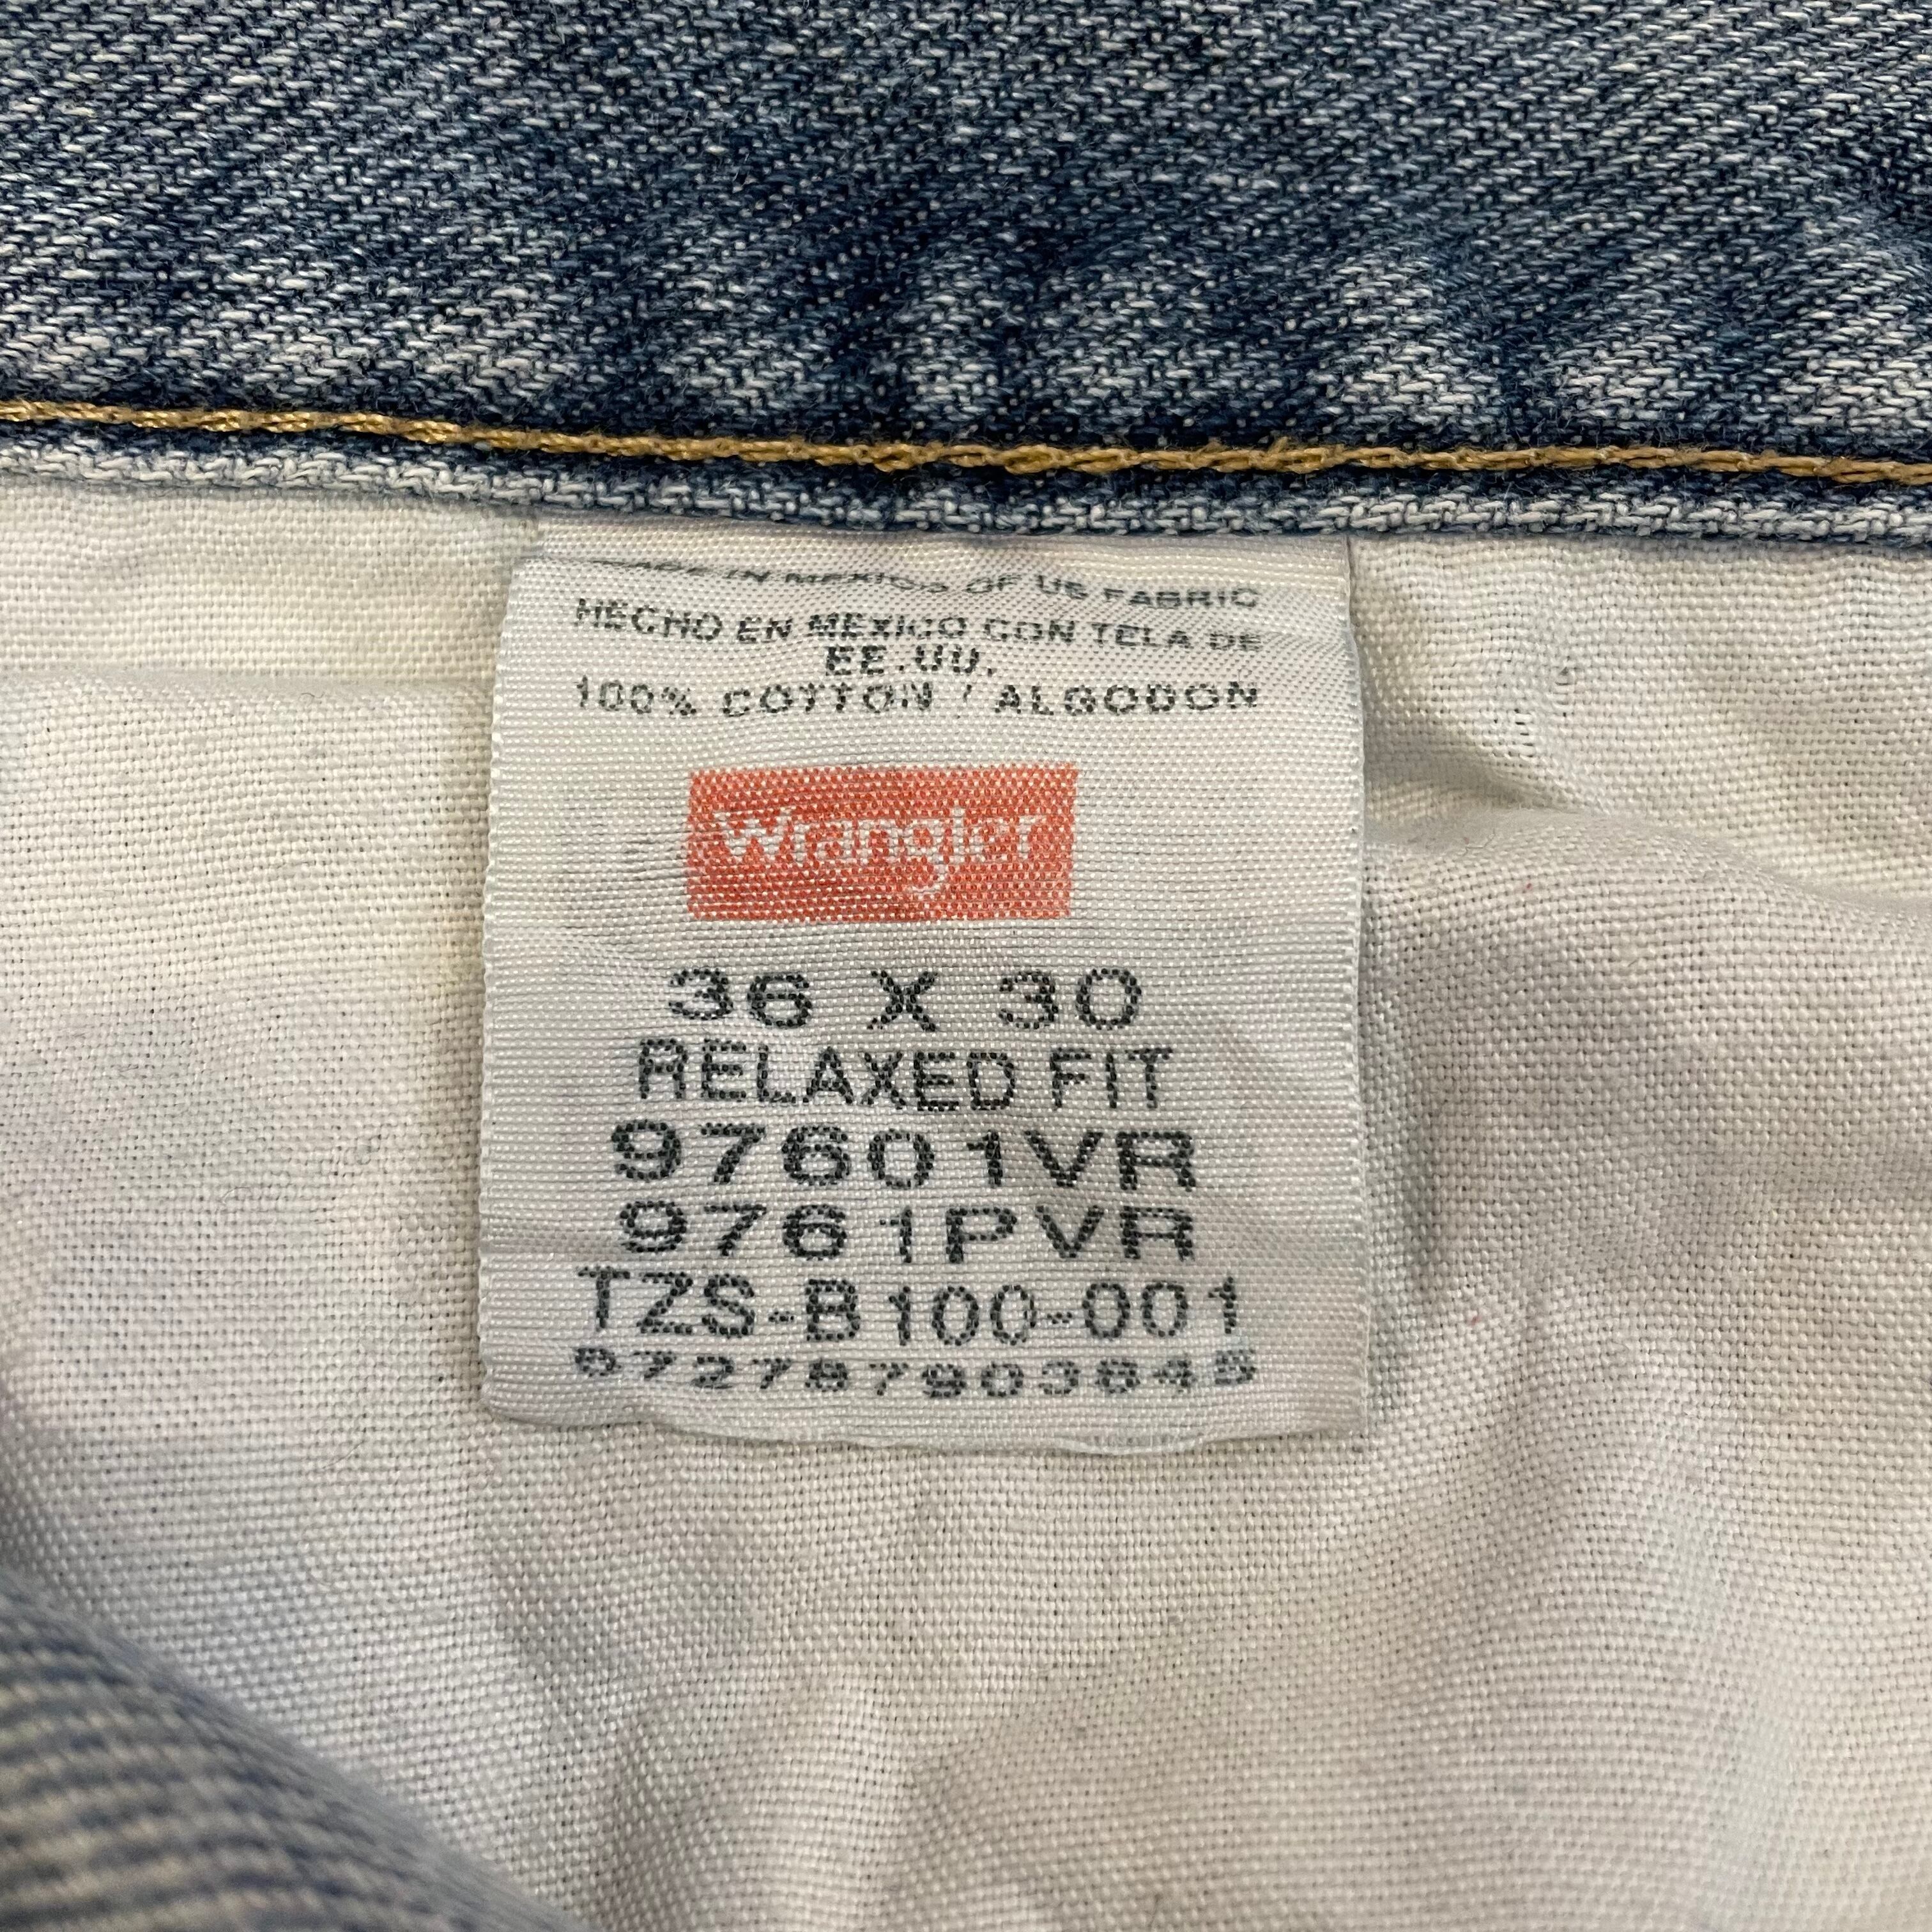 MADE IN MEXICO OF US FABRIC
HECHO EN MEXICO CON TELA DE
EE.UU.
100% COTTON / ALGODON
Wrangler
36 X 30
RELAXED FIT
97601VR
9761PVR
TZS-B100-001